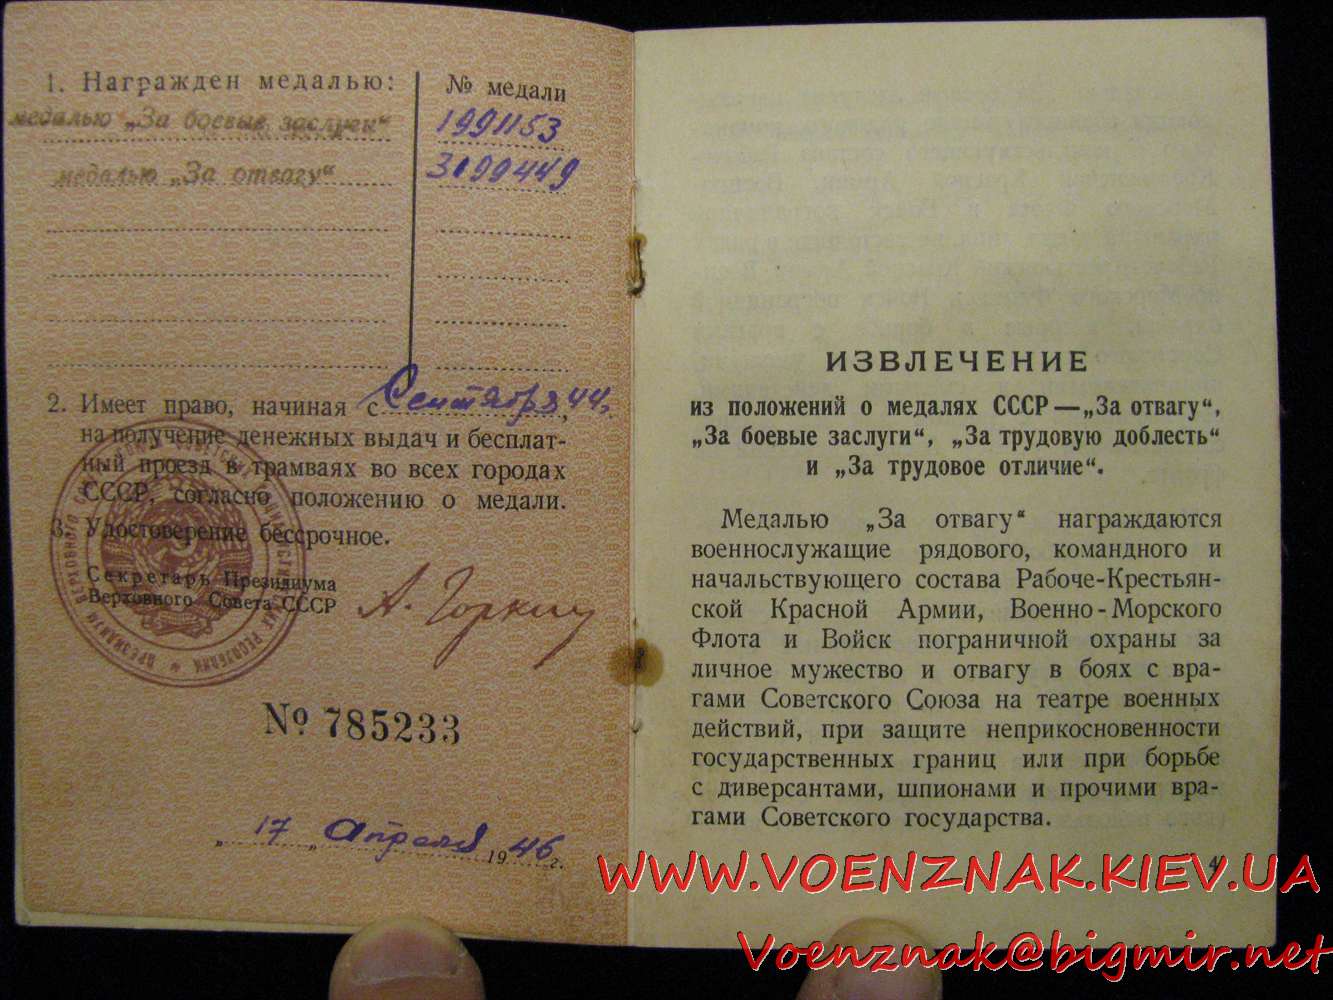 1. Награжден медалью:
№ медали
медалью „За боевые заслуги“
1991153
медалью „За отвагу“
3199449
2. Имеет право, начиная с Сентября 44г,
на получение денежных выдач и бесплат-
ный проезд в трамваях во всех городах
СССР, согласно положению о медали.
3. Удостоверение бессрочное.
Секретарь Президиума
Верховного Совета СССР
А. Горкин
№ 785233
„17„ Апреля 1946 г.
ИЗВЛЕЧЕНИЕ
из положений о медалях СССР—„За отвагу“,
„За боевые заслуги“, „За трудовую доблесть“
и „За трудовое отличие“.
Медалью „За отвагу“ награждаются
военнослужащие рядового, командного и
начальствующего состава Рабоче-Крестьян-
ской Красной Армии, Военно-Морского
Флота и Войск пограничной охраны за
личное мужество и отвагу в боях с вра-
гами Советского Союза на театре военных
действий, при защите неприкосновенности
государственных границ или при борьбе
с диверсантами, шпионами и прочими вра-
гами Советского государства.
4
WWW.VOENZNAK.KIEV.UA
Voenznak@bigmir.net